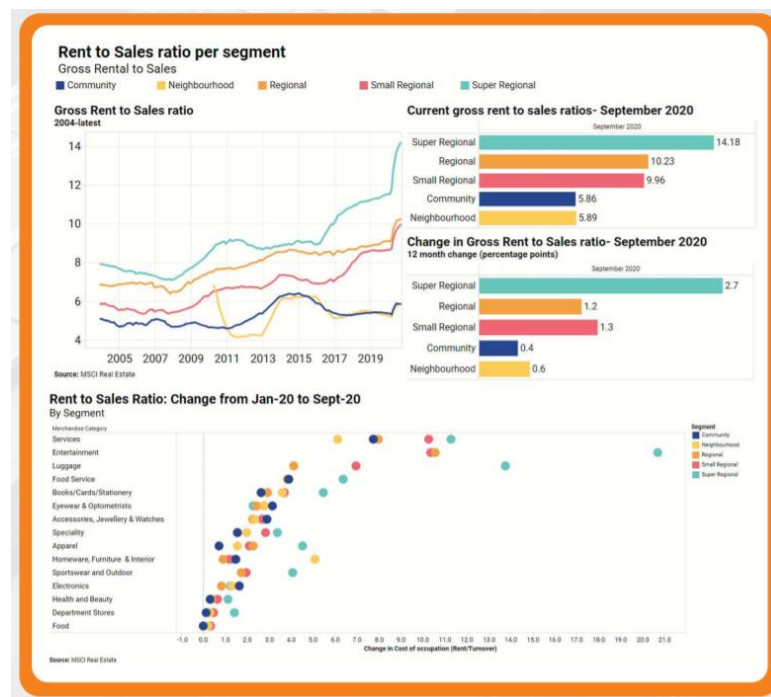 Rent to Sales ratio per segment
Gross Rental to Sales
Community Neighbourhood Regional Small Regional Super Regional
Gross Rent to Sales ratio
2004-latest
14
12
10
8
6
4
2005 2007 2009 2011 2013 2015 2017 2019
Source: MSCI Real Estate
Current gross rent to sales ratios- September 2020
September 2020
Super Regional 14.18
Regional 10.23
Small Regional 9.96
Community 5.86
Neighbourhood 5.89
Change in Gross Rent to Sales ratio- September 2020
12 month change (percentage points)
September 2020
Super Regional 2.7
Regional 1.2
Small Regional 1.3
Community 0.4
Neighbourhood 0.6
Rent to Sales Ratio: Change from Jan-20 to Sept-20
By Segment
Merchandise Category
Services
Entertainment
Luggage
Food Service
Books/Cards/Stationery
Eyewear & Optometrists
Accessories, Jewellery & Watches
Speciality
Apparel
Homeware, Furniture & Interior
Sportswear and Outdoor
Electronics
Health and Beauty
Department Stores
Food
-1.0 0.0 1.0 2.0 3.0 4.0 5.0 6.0 7.0 8.0 9.0 10.0 11.0 12.0 13.0 14.0 15.0 16.0 17.0 18.0 19.0 20.0 21.0
Change in Cost of occupation (Rent/Turnover)
Segment
Community
Neighbourhood
Regional
Small Regional
Super Regional
Source: MSCI Real Estate